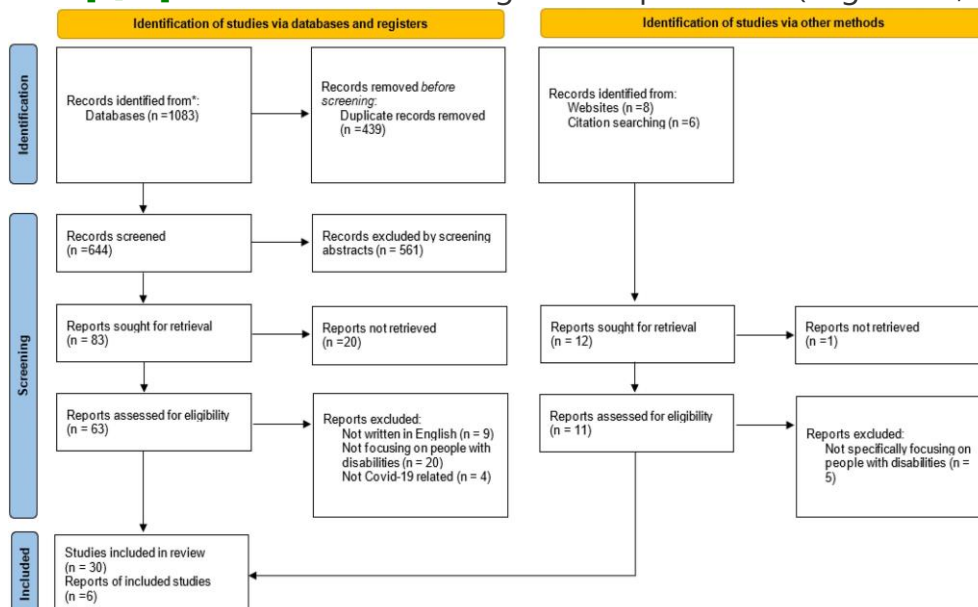 Identification of studies via databases and registers
Identification of studies via other methods
Identification
Records identified from*:
Databases (n =1083)
Records removed before
screening:
Duplicate records removed
(n =439)
Records identified from:
Websites (n =8)
Citation searching (n =6)
Screening
Records screened
(n =644)
Records excluded by screening
abstracts (n = 561)
Reports sought for retrieval
(n = 83)
Reports not retrieved
(n =20)
Reports sought for retrieval
(n = 12)
Reports not retrieved
(n =1)
Reports assessed for eligibility
(n = 63)
Reports excluded:
Not written in English (n = 9)
Not focusing on people with
disabilities (n = 20)
Not Covid-19 related (n = 4)
Reports assessed for eligibility
(n = 11)
Reports excluded:
Not specifically focusing on
people with disabilities (n =
5)
Included
Studies included in review
(n = 30)
Reports of included studies
(n =6)